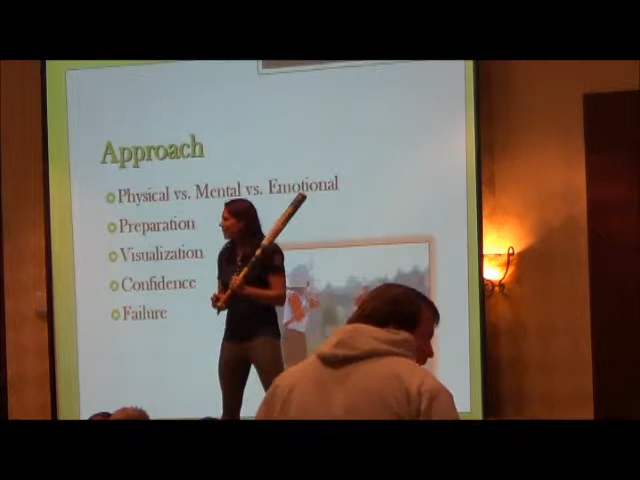 Approach
Physical vs. Mental vs. Emotional
Preparation
Visualization
Confidence
Failure